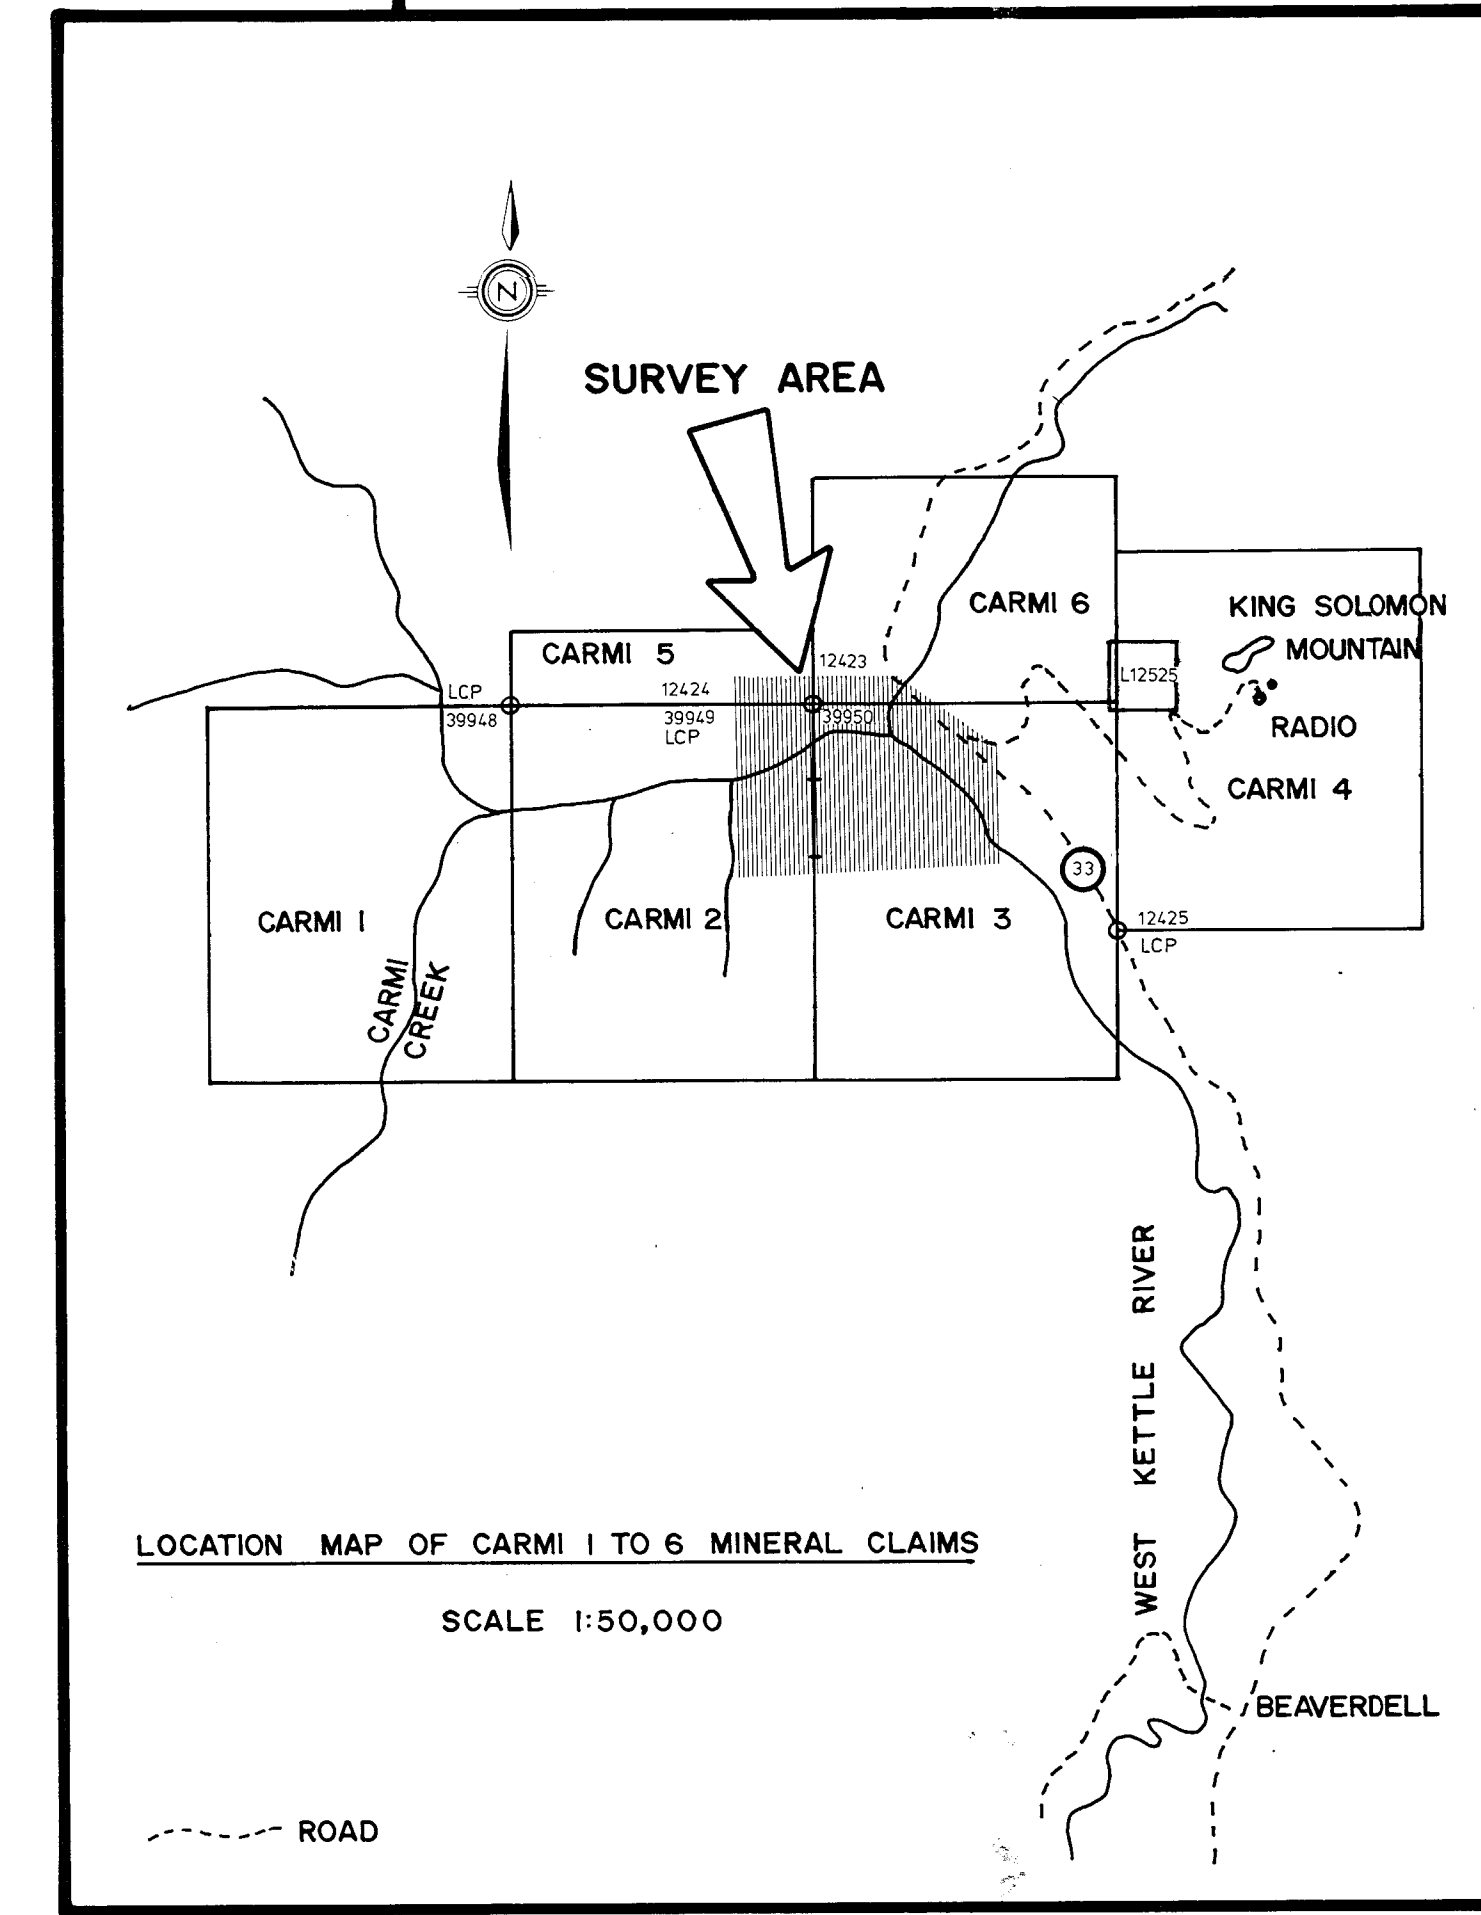 N
SURVEY AREA
CARMI 6
KING SOLOMON
MOUNTAIN
CARMI 5
12423
L12525
LCP
39948
12424
39949
LCP
39950
RADIO
CARMI 4
33
CARMI 1
CARMI 2
CARMI 3
12425
LCP
CARMI
CREEK
WEST KETTLE RIVER
LOCATION MAP OF CARMI 1 TO 6 MINERAL CLAIMS
SCALE 1:50,000
BEAVERDELL
ROAD